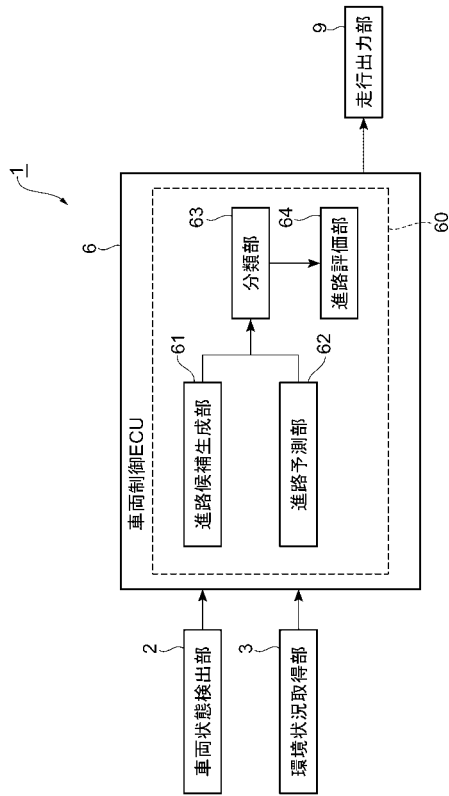 1
6
車両制御ECU
2
車両状態検出部
3
環境状況取得部
61
進路候補生成部
62
進路予測部
63
分類部
64
進路評価部
60
9
走行出力部